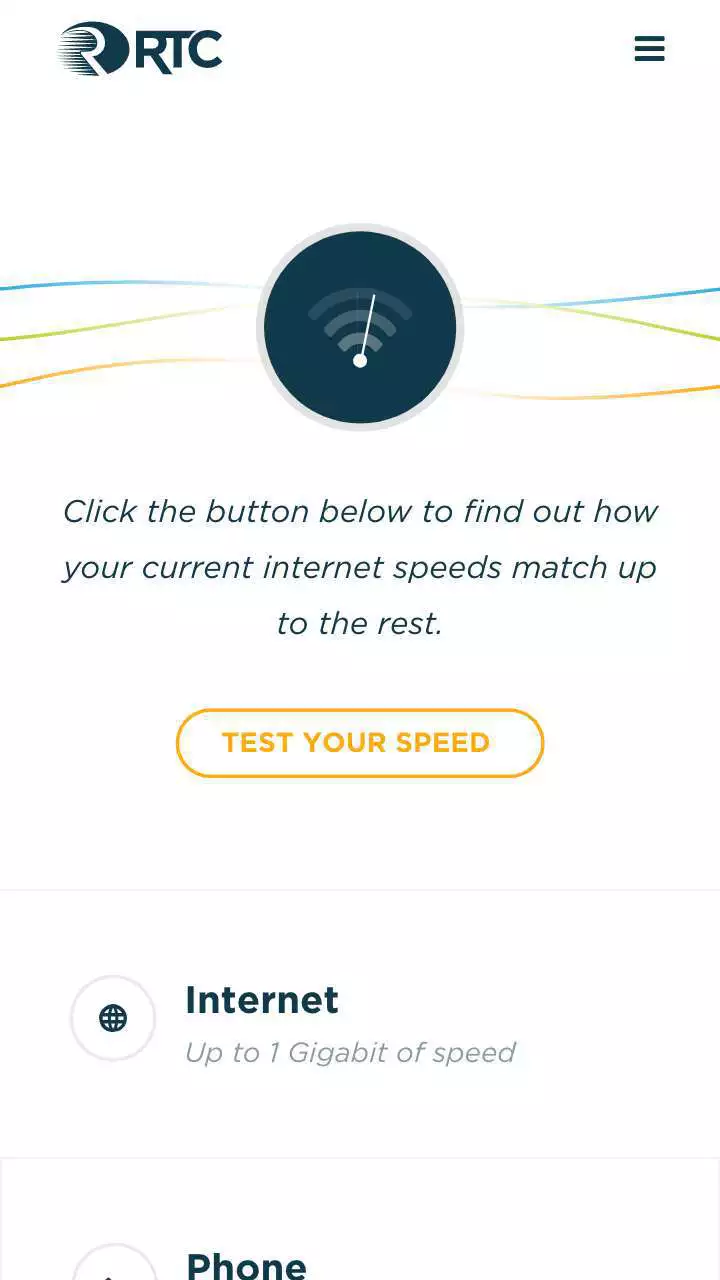 RTC
Click the button below to find out how
your current internet speeds match up
to the rest.
TEST YOUR SPEED
Internet
Up to 1 Gigabit of speed
Phone